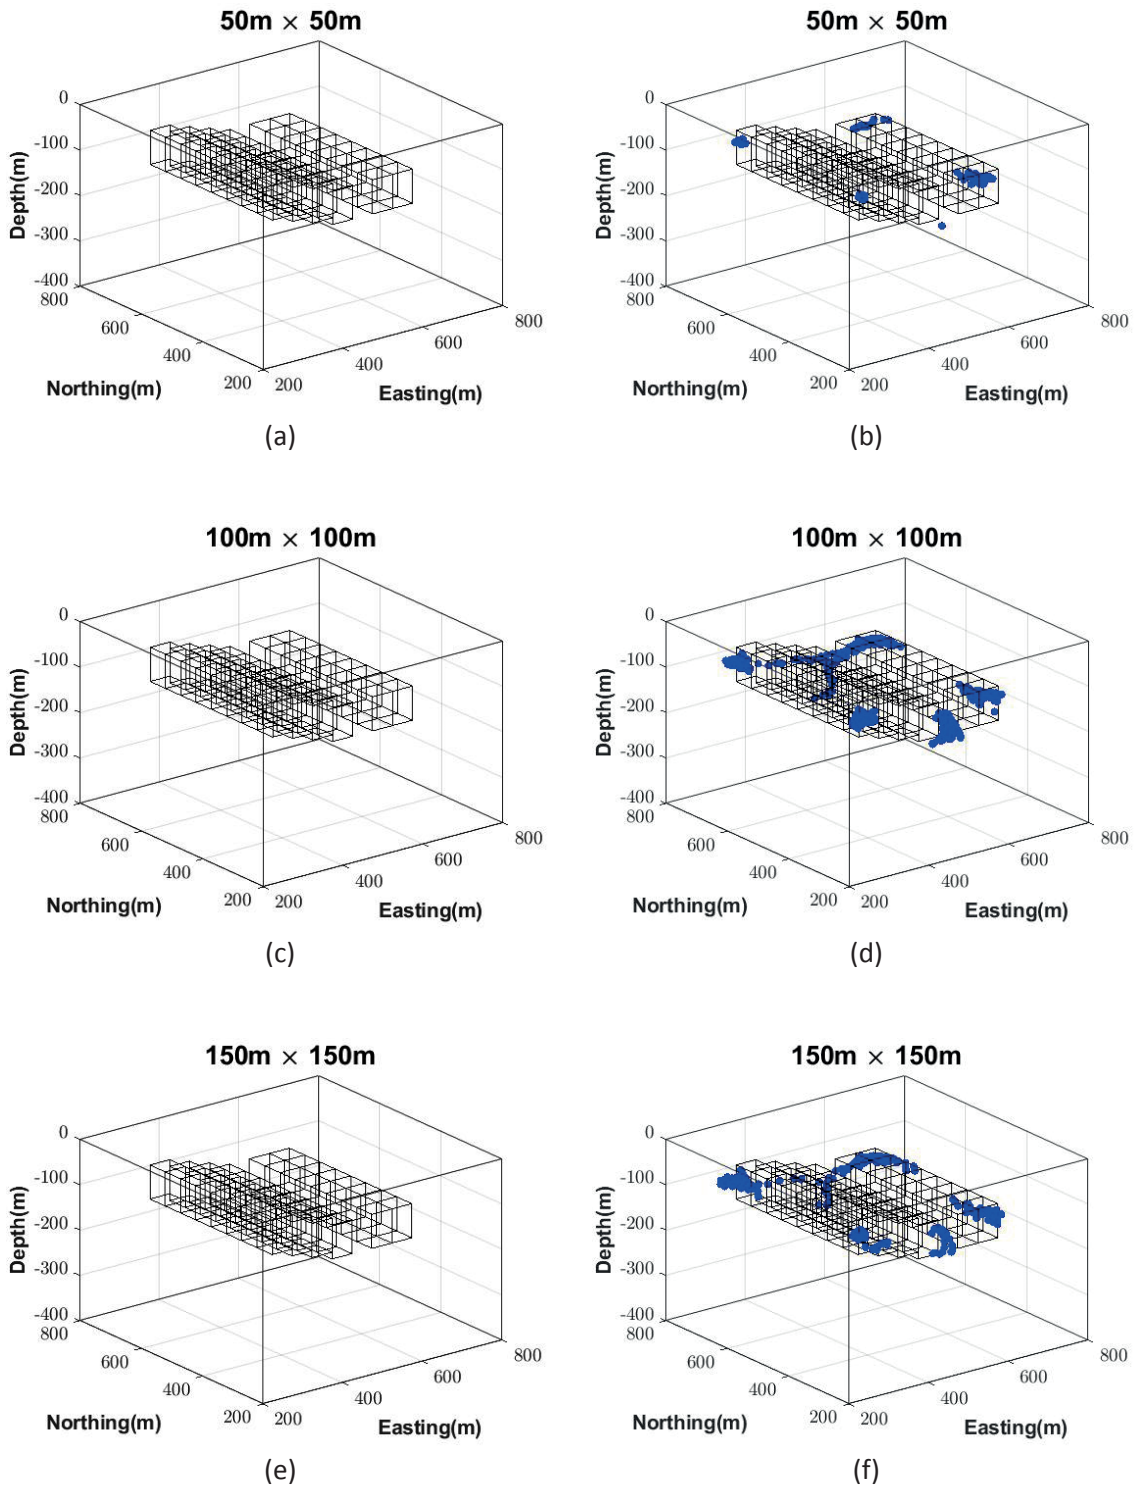 50m × 50m
50m × 50m
0
-100
-200
-300
-400
800
600
400
200
200
400
600
800
Depth(m)
Northing(m)
Easting(m)
0
-100
-200
-300
-400
800
600
400
200
200
400
600
800
Depth(m)
Northing(m)
Easting(m)
(a)
(b)
100m × 100m
100m × 100m
0
-100
-200
-300
-400
800
600
400
200
200
400
600
800
Depth(m)
Northing(m)
Easting(m)
0
-100
-200
-300
-400
800
600
400
200
200
400
600
800
Depth(m)
Northing(m)
Easting(m)
(c)
(d)
150m × 150m
150m × 150m
0
-100
-200
-300
-400
800
600
400
200
200
400
600
800
Depth(m)
Northing(m)
Easting(m)
0
-100
-200
-300
-400
800
600
400
200
200
400
600
800
Depth(m)
Northing(m)
Easting(m)
(e)
(f)